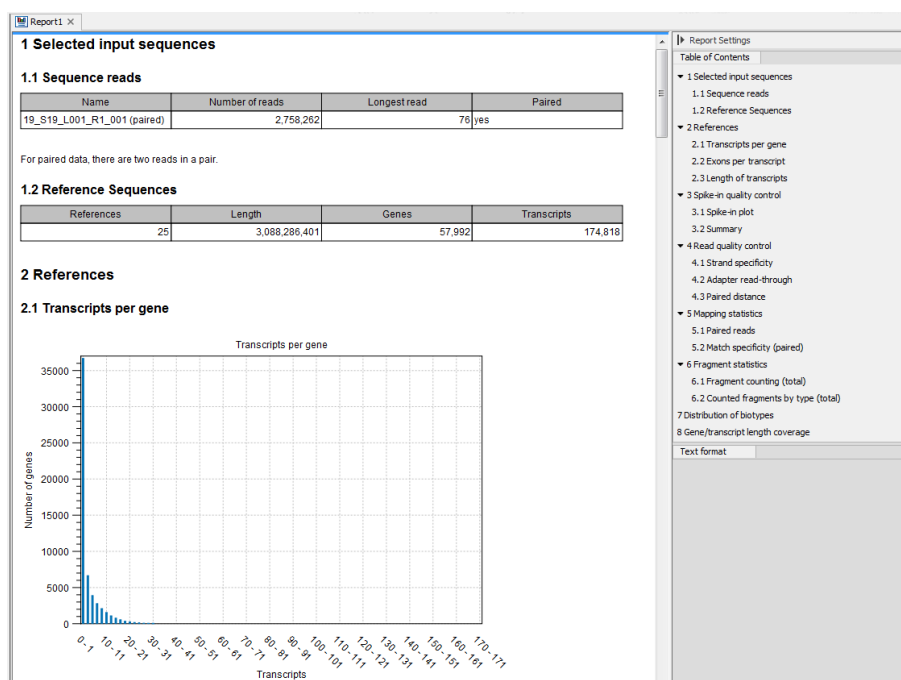 Report1
1 Selected input sequences
1.1 Sequence reads
Name Number of reads Longest read Paired
19_S19_L001_R1_001 (paired) 2,758,262 76 yes
For paired data, there are two reads in a pair.
1.2 Reference Sequences
References Length Genes Transcripts
25 3,088,286,401 57,992 174,818
2 References
2.1 Transcripts per gene
Transcripts per gene
35000
30000
25000
20000
15000
10000
5000
0
Number of genes
0 - 1
10 - 11
20 - 21
30 - 31
40 - 41
50 - 51
60 - 61
70 - 71
80 - 81
90 - 91
100 - 101
110 - 111
120 - 121
130 - 131
140 - 141
150 - 151
160 - 161
170 - 171
Transcripts
Report Settings
Table of Contents
1 Selected input sequences
1.1 Sequence reads
1.2 Reference Sequences
2 References
2.1 Transcripts per gene
2.2 Exons per transcript
2.3 Length of transcripts
3 Spike-in quality control
3.1 Spike-in plot
3.2 Summary
4 Read quality control
4.1 Strand specificity
4.2 Adapter read-through
4.3 Paired distance
5 Mapping statistics
5.1 Paired reads
5.2 Match specificity (paired)
6 Fragment statistics
6.1 Fragment counting (total)
6.2 Counted fragments by type (total)
7 Distribution of biotypes
8 Gene/transcript length coverage
Text format